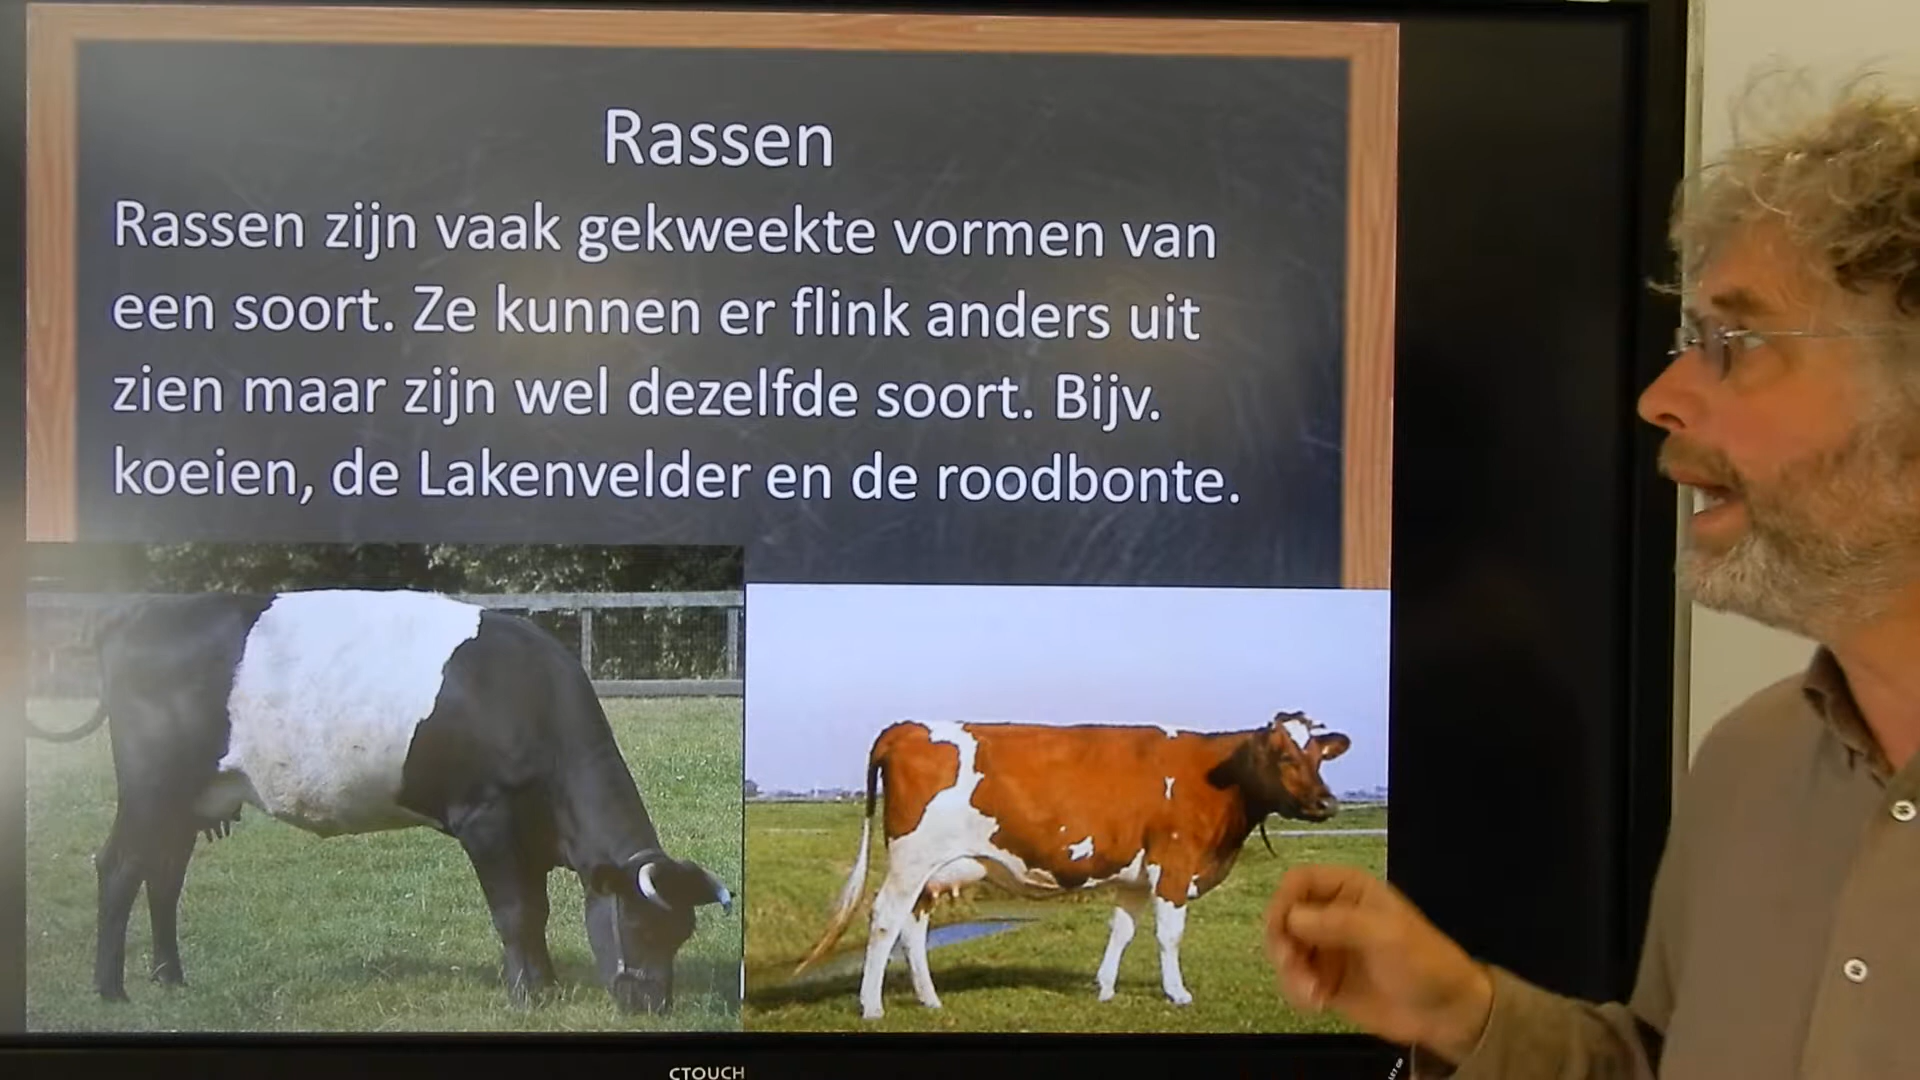 Rassen
Rassen zijn vaak gekweekte vormen van
een soort. Ze kunnen er flink anders uit
zien maar zijn wel dezelfde soort. Bijv.
koeien, de Lakenvelder en de roodbonte.
CTOUCH